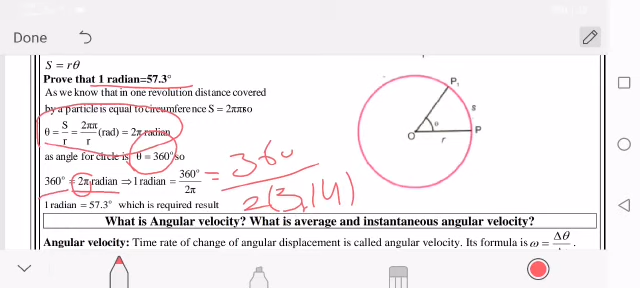 Done
S = rθ
Prove that 1 radian=57.3°
As we know that in one revolution distance covered
by a particle is equal to circumference S = 2πr so
θ = S/r = 2πr/r (rad) = 2π radian
as angle for circle is θ = 360° so
360° = 2π radian ⇒ 1 radian = 360°/2π = 360/2(3.14)
1 radian = 57.3° which is required result
P₁
s
θ
O
r
P
What is Angular velocity? What is average and instantaneous angular velocity?
Angular velocity: Time rate of change of angular displacement is called angular velocity. Its formula is ω = Δθ